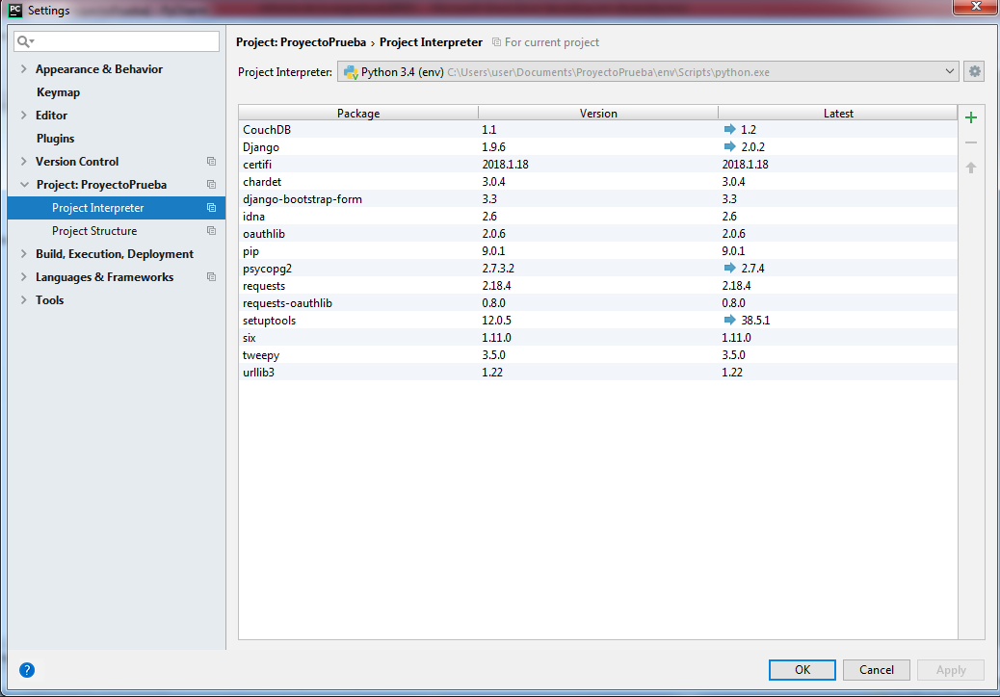 PC Settings
Project: ProyectoPrueba › Project Interpreter For current project
Project Interpreter: Python 3.4 (env) C:\Users\user\Documents\ProyectoPrueba\env\Scripts\python.exe
Appearance & Behavior
Keymap
Editor
Plugins
Version Control
Project: ProyectoPrueba
Project Interpreter
Project Structure
Build, Execution, Deployment
Languages & Frameworks
Tools
Package Version Latest
CouchDB 1.1 1.2
Django 1.9.6 2.0.2
certifi 2018.1.18 2018.1.18
chardet 3.0.4 3.0.4
django-bootstrap-form 3.3 3.3
idna 2.6 2.6
oauthlib 2.0.6 2.0.6
pip 9.0.1 9.0.1
psycopg2 2.7.3.2 2.7.4
requests 2.18.4 2.18.4
requests-oauthlib 0.8.0 0.8.0
setuptools 12.0.5 38.5.1
six 1.11.0 1.11.0
tweepy 3.5.0 3.5.0
urllib3 1.22 1.22
? OK Cancel Apply